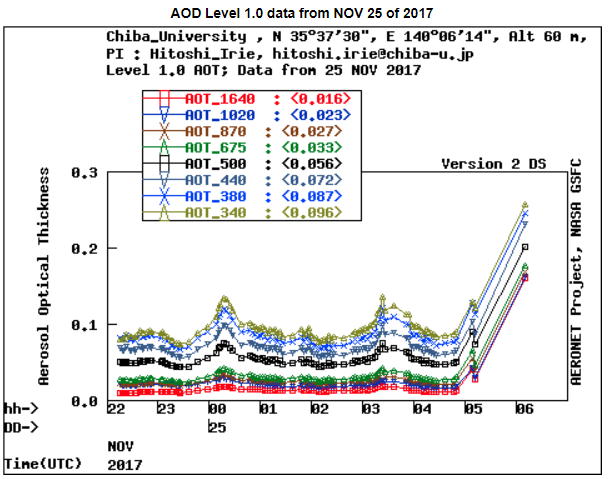 AOD Level 1.0 data from NOV 25 of 2017
Chiba_University , N 35°37'30", E 140°06'14", Alt 60 m,
PI : Hitoshi_Irie, hitoshi.irie@chiba-u.jp
Level 1.0 AOT; Data from 25 NOV 2017
AOT_1640 : <0.016>
AOT_1020 : <0.023>
AOT_870 : <0.027>
AOT_675 : <0.033>
AOT_500 : <0.056>
AOT_440 : <0.072>
AOT_380 : <0.087>
AOT_340 : <0.096>
Version 2 DS
Aerosol Optical Thickness
0.3
0.2
0.1
0.0
AERONET Project, NASA GSFC
hh-> 22 23 00 01 02 03 04 05 06
DD-> 25
NOV
Time(UTC) 2017